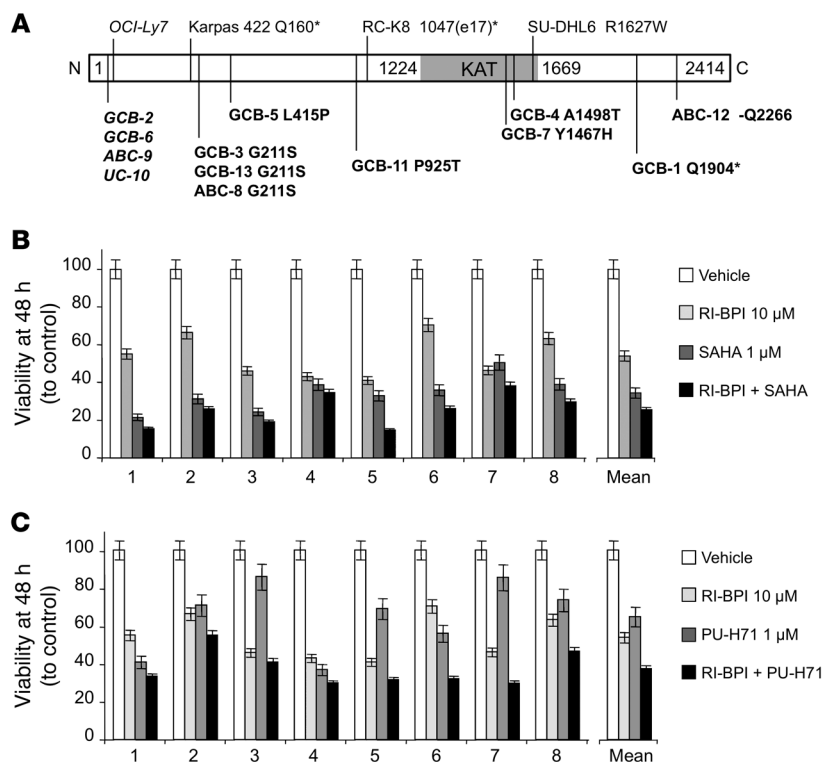 A
OCI-Ly7 Karpas 422 Q160* RC-K8 1047(e17)* SU-DHL6 R1627W
N 1 1224 KAT 1669 2414 C
GCB-2
GCB-6
ABC-9
UC-10
GCB-3 G211S
GCB-13 G211S
ABC-8 G211S
GCB-5 L415P
GCB-11 P925T
GCB-4 A1498T
GCB-7 Y1467H
GCB-1 Q1904*
ABC-12 -Q2266
B
Viability at 48 h
(to control)
100
80
60
40
20
0
1 2 3 4 5 6 7 8 Mean
Vehicle
RI-BPI 10 µM
SAHA 1 µM
RI-BPI + SAHA
C
Viability at 48 h
(to control)
100
80
60
40
20
0
1 2 3 4 5 6 7 8 Mean
Vehicle
RI-BPI 10 µM
PU-H71 1 µM
RI-BPI + PU-H71